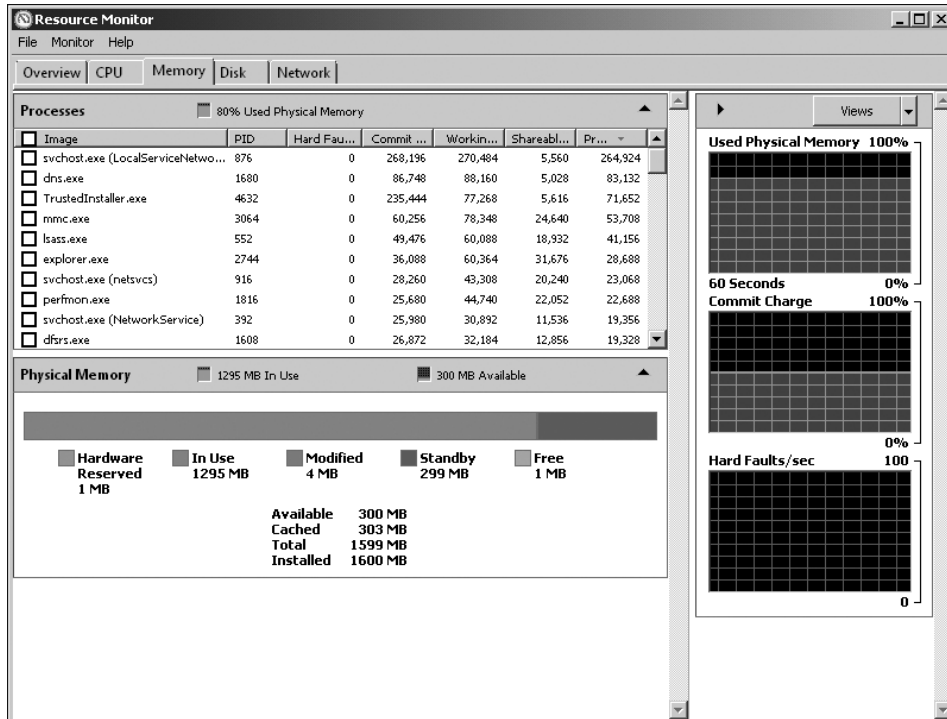 Resource Monitor
File Monitor Help
Overview CPU Memory Disk Network
Processes 80% Used Physical Memory
Image PID Hard Fau... Commit ... Workin... Shareabl... Pr...
svchost.exe (LocalServiceNetwo... 876 0 268,196 270,484 5,560 264,924
dns.exe 1680 0 86,748 88,160 5,028 83,132
TrustedInstaller.exe 4632 0 235,444 77,268 5,616 71,652
mmc.exe 3064 0 60,256 78,348 24,640 53,708
lsass.exe 552 0 49,476 60,088 18,932 41,156
explorer.exe 2744 0 36,088 60,364 31,676 28,688
svchost.exe (netsvcs) 916 0 28,260 43,308 20,240 23,068
perfmon.exe 1816 0 25,680 44,740 22,052 22,688
svchost.exe (NetworkService) 392 0 25,980 30,892 11,536 19,356
dfsrs.exe 1608 0 26,872 32,184 12,856 19,328
Physical Memory 1295 MB In Use 300 MB Available
Hardware Reserved 1 MB
In Use 1295 MB
Modified 4 MB
Standby 299 MB
Free 1 MB
Available 300 MB
Cached 303 MB
Total 1599 MB
Installed 1600 MB
Views
Used Physical Memory 100%
60 Seconds 0%
Commit Charge 100%
0%
Hard Faults/sec 100
0